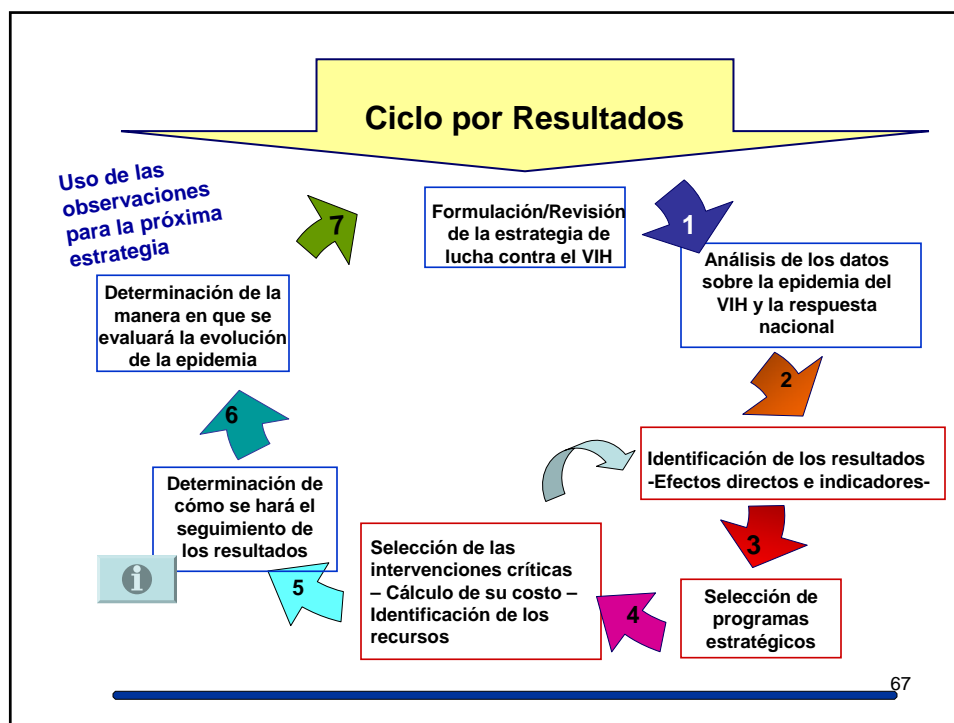 Ciclo por Resultados
Uso de las
observaciones
para la próxima
estrategia
7
Formulación/Revisión
de la estrategia de
lucha contra el VIH
1
Análisis de los datos
sobre la epidemia del
VIH y la respuesta
nacional
2
Identificación de los resultados
-Efectos directos e indicadores-
3
Selección de
programas
estratégicos
4
Selección de las
intervenciones críticas
– Cálculo de su costo –
Identificación de los
recursos
5
Determinación de
cómo se hará el
seguimiento de
los resultados
6
Determinación de la
manera en que se
evaluará la evolución
de la epidemia
67